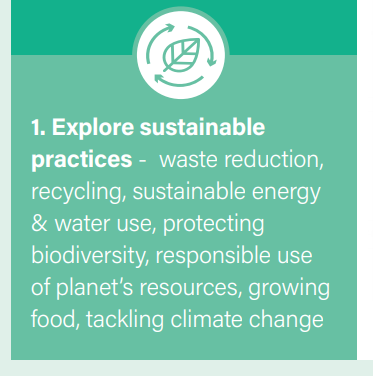 1. Explore sustainable
practices -  waste reduction,
recycling, sustainable energy
& water use, protecting
biodiversity, responsible use
of planet’s resources, growing
food, tackling climate change